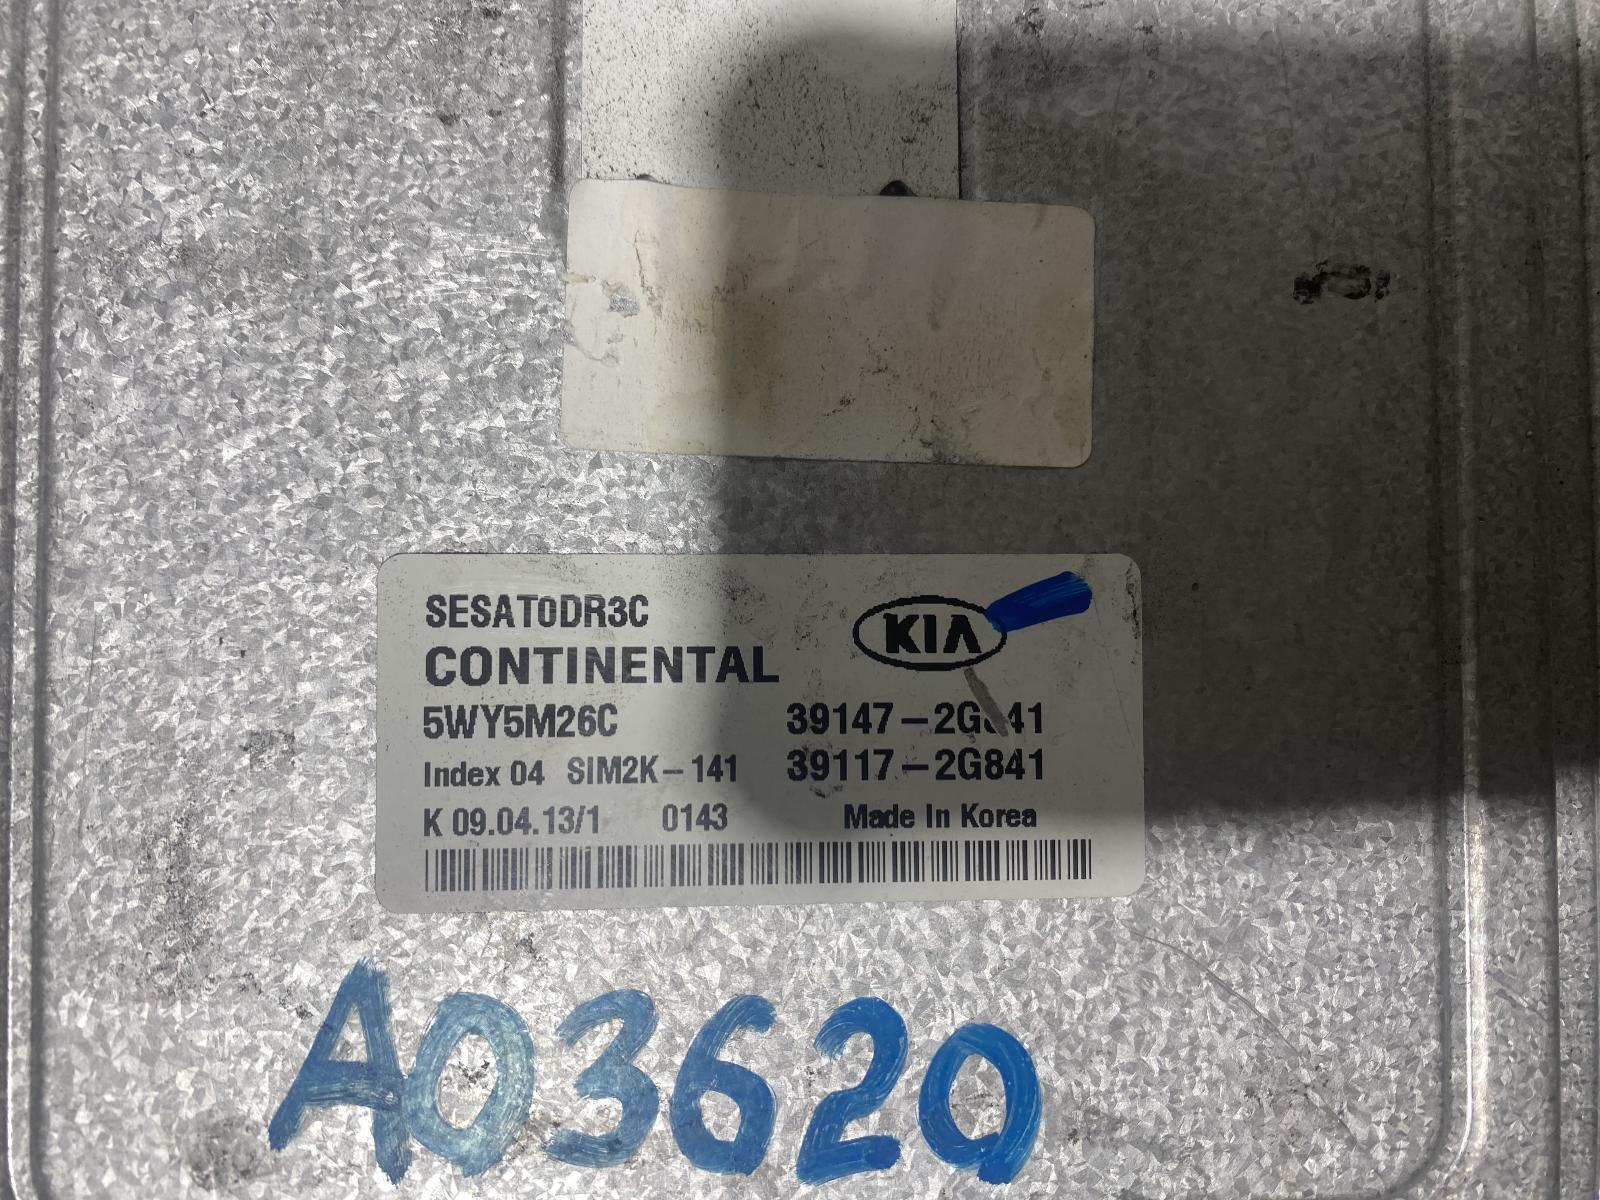 SESAT0DR3C
KIA
CONTINENTAL
5WY5M26C 39147-2G841
Index 04 SIM2K-141 39117-2G841
K 09.04.13/1 0143 Made In Korea
A03620